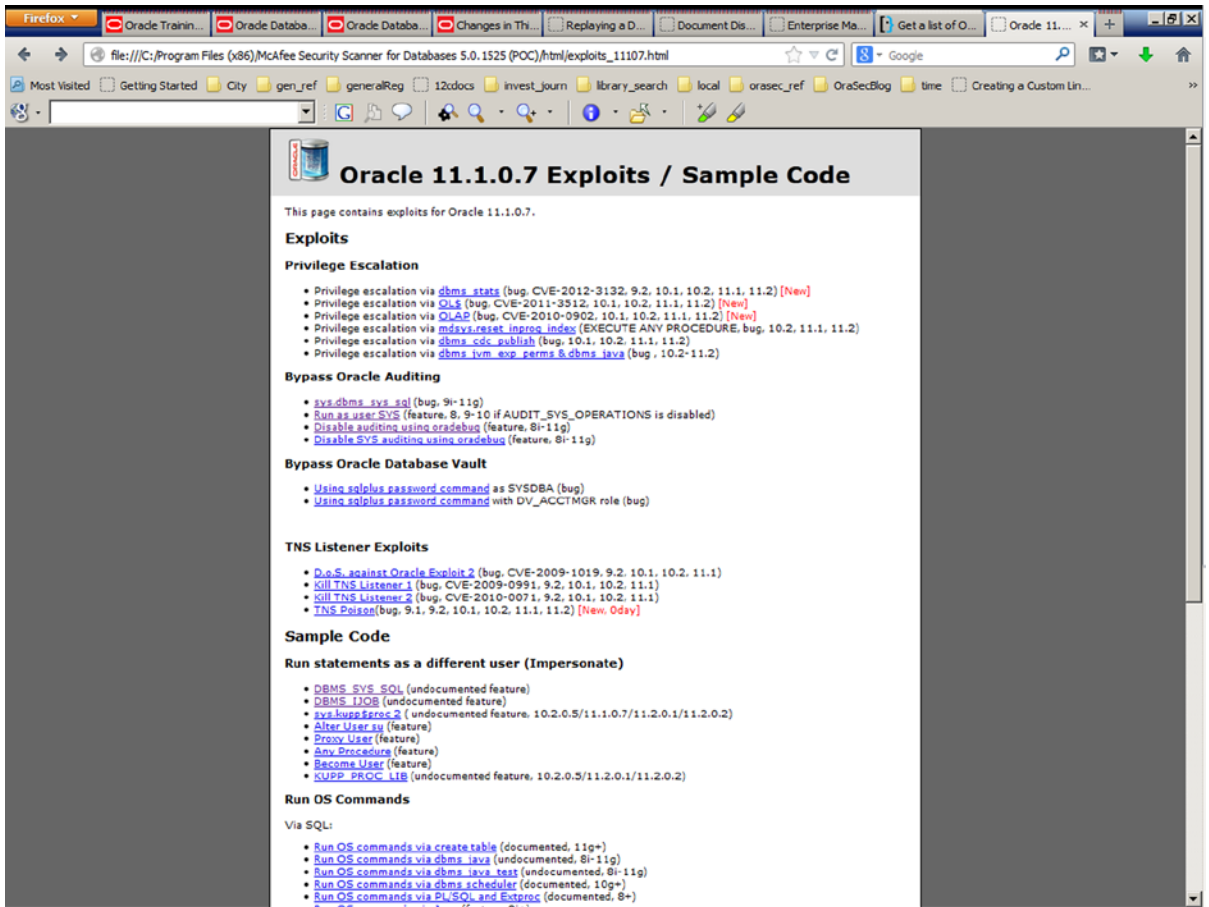 Firefox
Oracle Trainin...
Oracle Databa...
Oracle Databa...
Changes in Thi...
Replaying a D...
Document Dis...
Enterprise Ma...
Get a list of O...
Oracle 11....
file:///C:/Program Files (x86)/McAfee Security Scanner for Databases 5.0.1525 (POC)/html/exploits_11107.html
Google
Most Visited Getting Started City gen_ref generalReg 12cdocs invest_journ library_search local orasec_ref OraSecBlog time Creating a Custom Lin...
ORACLE
Oracle 11.1.0.7 Exploits / Sample Code
This page contains exploits for Oracle 11.1.0.7.
Exploits
Privilege Escalation
• Privilege escalation via dbms_stats (bug, CVE-2012-3132, 9.2, 10.1, 10.2, 11.1, 11.2) [New]
• Privilege escalation via OL$ (bug, CVE-2011-3512, 10.1, 10.2, 11.1, 11.2) [New]
• Privilege escalation via OLAP (bug, CVE-2010-0902, 10.1, 10.2, 11.1, 11.2) [New]
• Privilege escalation via mdsys.reset_inprog_index (EXECUTE ANY PROCEDURE, bug, 10.2, 11.1, 11.2)
• Privilege escalation via dbms_cdc_publish (bug, 10.1, 10.2, 11.1, 11.2)
• Privilege escalation via dbms_jvm_exp_perms & dbms_java (bug , 10.2-11.2)
Bypass Oracle Auditing
• sys.dbms_sys_sql (bug, 9i-11g)
• Run as user SYS (feature, 8, 9-10 if AUDIT_SYS_OPERATIONS is disabled)
• Disable auditing using oradebug (feature, 8i-11g)
• Disable SYS auditing using oradebug (feature, 8i-11g)
Bypass Oracle Database Vault
• Using sqlplus password command as SYSDBA (bug)
• Using sqlplus password command with DV_ACCTMGR role (bug)
TNS Listener Exploits
• D.o.S. against Oracle Exploit 2 (bug, CVE-2009-1019, 9.2, 10.1, 10.2, 11.1)
• Kill TNS Listener 1 (bug, CVE-2009-0991, 9.2, 10.1, 10.2, 11.1)
• Kill TNS Listener 2 (bug, CVE-2010-0071, 9.2, 10.1, 10.2, 11.1)
• TNS Poison(bug, 9.1, 9.2, 10.1, 10.2, 11.1, 11.2) [New, 0day]
Sample Code
Run statements as a different user (Impersonate)
• DBMS_SYS_SQL (undocumented feature)
• DBMS_IJOB (undocumented feature)
• sys.kupp$proc 2 ( undocumented feature, 10.2.0.5/11.1.0.7/11.2.0.1/11.2.0.2)
• Alter User su (feature)
• Proxy User (feature)
• Any Procedure (feature)
• Become User (feature)
• KUPP_PROC_LIB (undocumented feature, 10.2.0.5/11.2.0.1/11.2.0.2)
Run OS Commands
Via SQL:
• Run OS commands via create table (documented, 11g+)
• Run OS commands via dbms_java (undocumented, 8i-11g)
• Run OS commands via dbms_java_test (undocumented, 8i-11g)
• Run OS commands via dbms_scheduler (documented, 10g+)
• Run OS commands via PL/SQL and Extproc (documented, 8+)